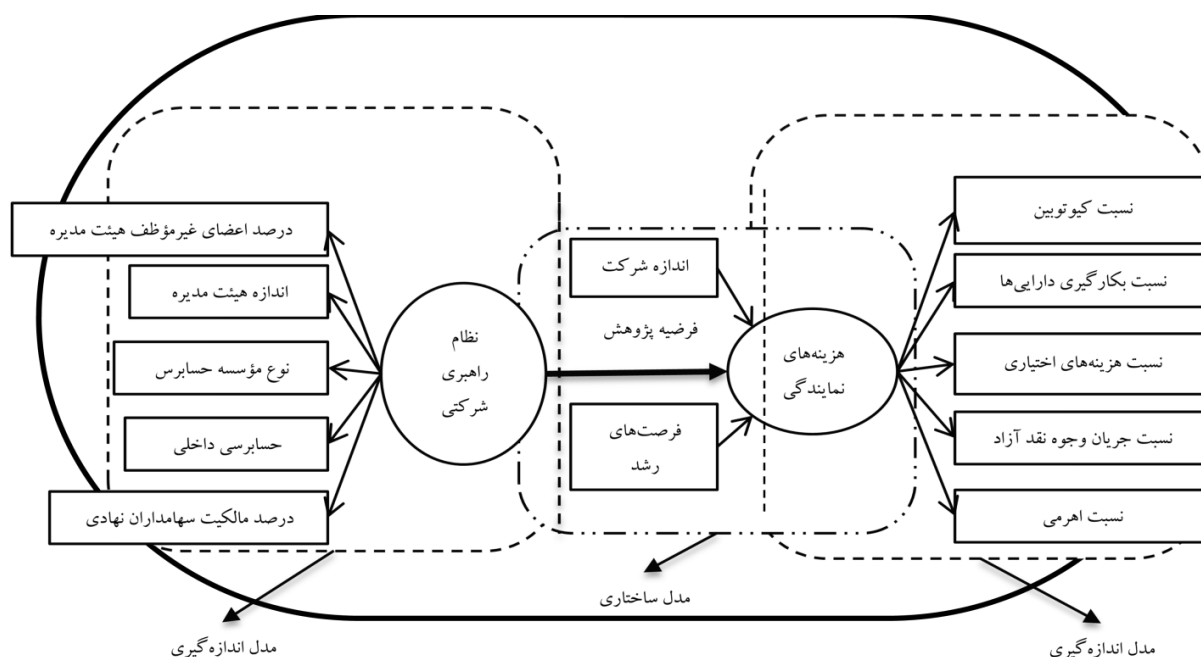 نسبت کیوتوبین
نسبت بکارگیری دارایی‌ها
نسبت هزینه‌های اختیاری
نسبت جریان وجوه نقد آزاد
نسبت اهرمی
هزینه‌های
نمایندگی
اندازه شرکت
فرضیه پژوهش
فرصت‌های
رشد
نظام
راهبری
شرکتی
درصد اعضای غیرمؤظف هیئت مدیره
اندازه هیئت مدیره
نوع مؤسسه حسابرس
حسابرسی داخلی
درصد مالکیت سهامداران نهادی
مدل اندازه‌گیری
مدل ساختاری
مدل اندازه‌گیری